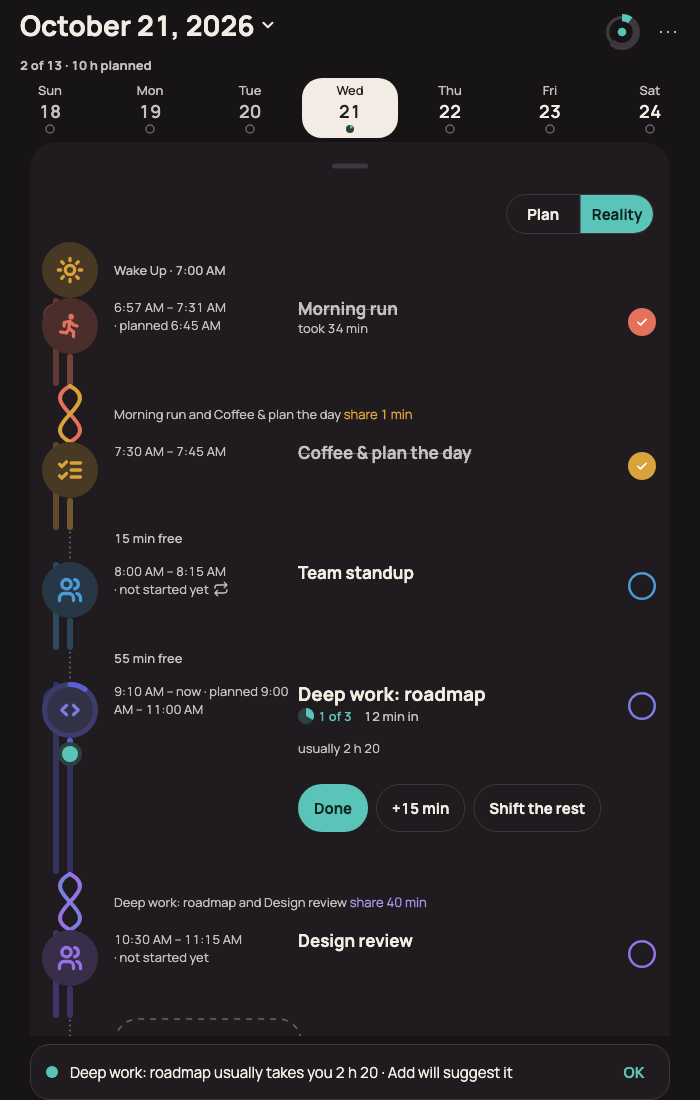 October 21, 2026
2 of 13 · 10 h planned
Sun Mon Tue Wed Thu Fri Sat
18 19 20 21 22 23 24
Plan Reality
Wake Up · 7:00 AM
6:57 AM – 7:31 AM
· planned 6:45 AM
Morning run
took 34 min
Morning run and Coffee & plan the day share 1 min
7:30 AM – 7:45 AM
Coffee & plan the day
15 min free
8:00 AM – 8:15 AM
· not started yet
Team standup
55 min free
9:10 AM – now · planned 9:00
AM – 11:00 AM
Deep work: roadmap
1 of 3 12 min in
usually 2 h 20
Done +15 min Shift the rest
Deep work: roadmap and Design review share 40 min
10:30 AM – 11:15 AM
· not started yet
Design review
Deep work: roadmap usually takes you 2 h 20 · Add will suggest it OK